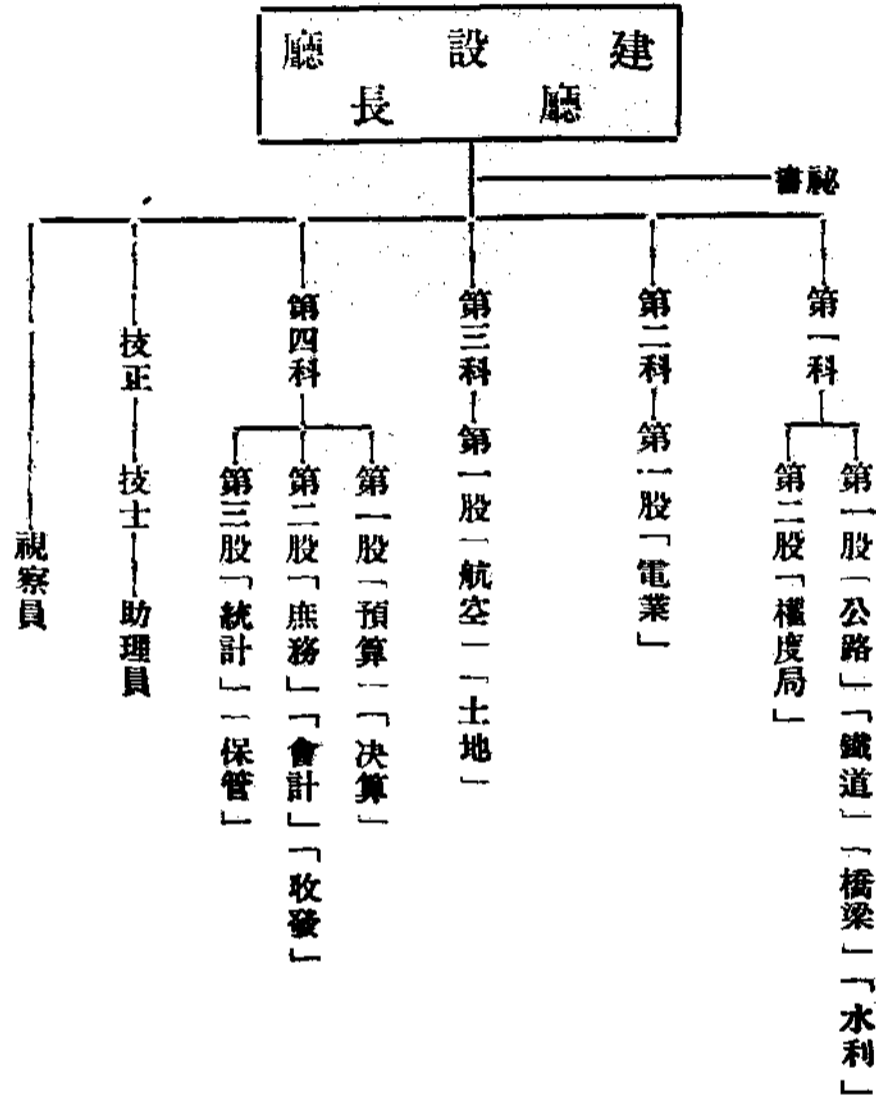 建設廳
廳長
祕書
第一科
第一股「公路」「鐵道」「橋梁」「水利」
第二股「權度局」
第二科
第一股「電業」
第三科
第一股「航空」「土地」
第四科
第一股「預算」「決算」
第二股「庶務」「會計」「收發」
第三股「統計」「保管」
技正
技士
助理員
視察員